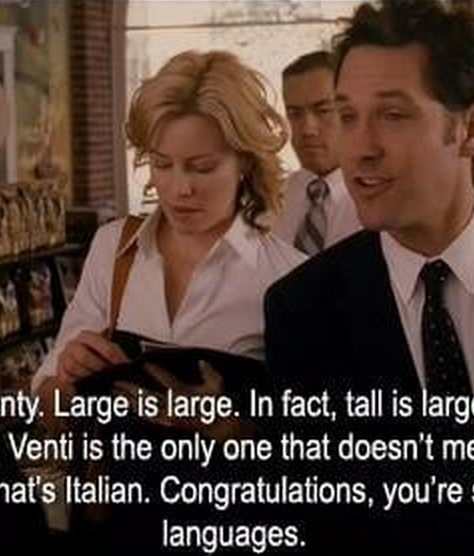 nty. Large is large. In fact, tall is large
Venti is the only one that doesn't me
hat's Italian. Congratulations, you're s
languages.